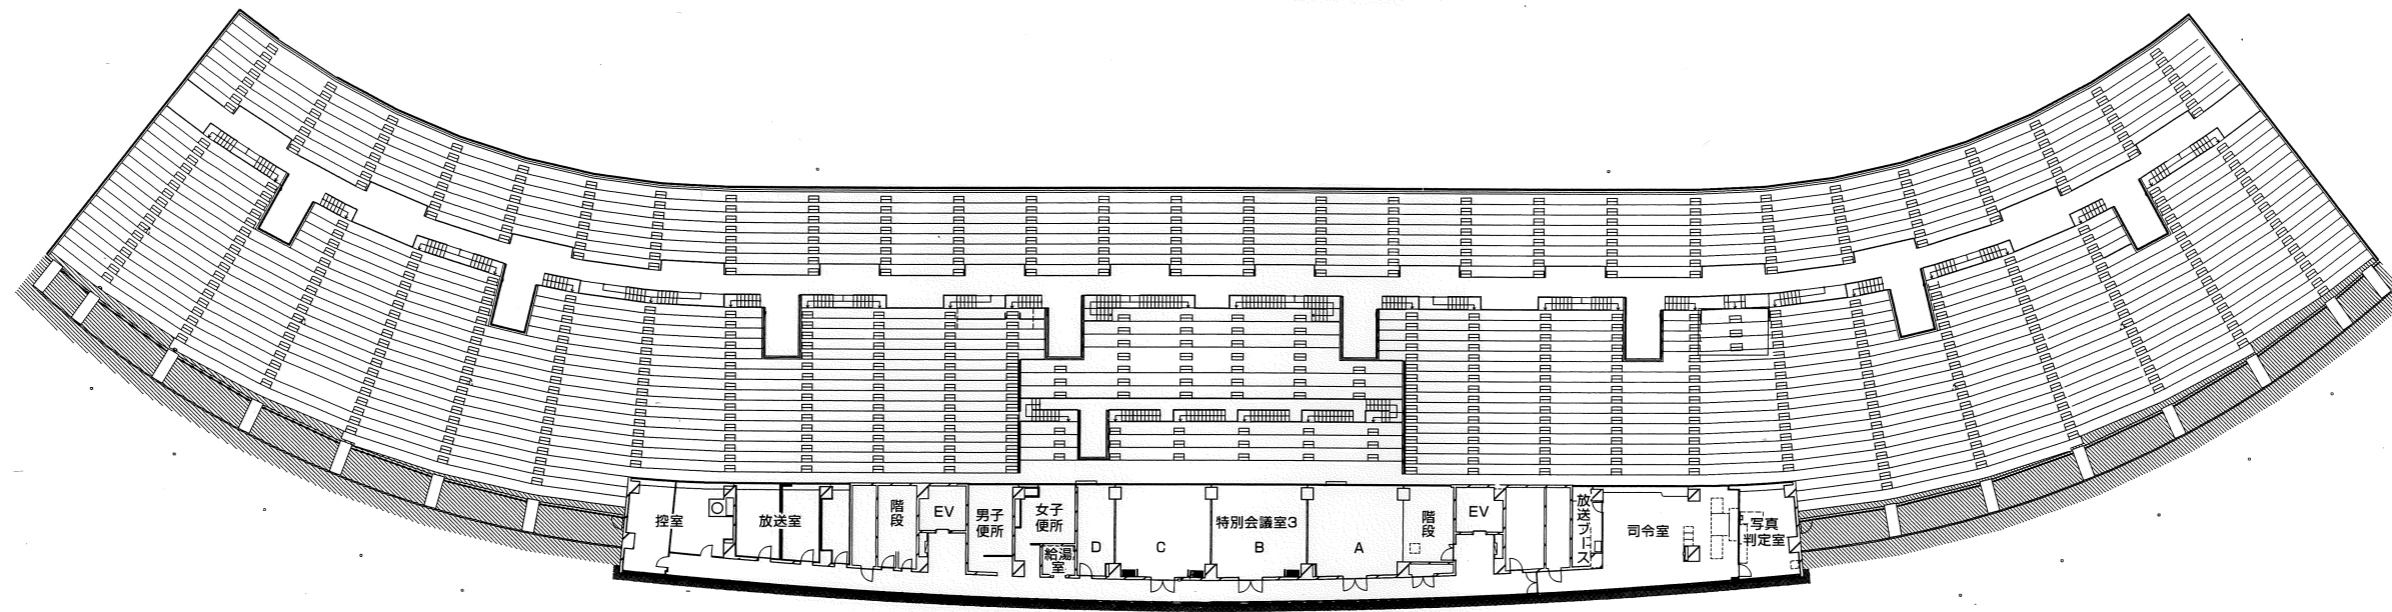 控室
放送室
階段
EV
男子
便所
女子
便所
給湯
室
D
C
特別会議室3
B
A
階段
EV
放送ブース
司令室
写真
判定室